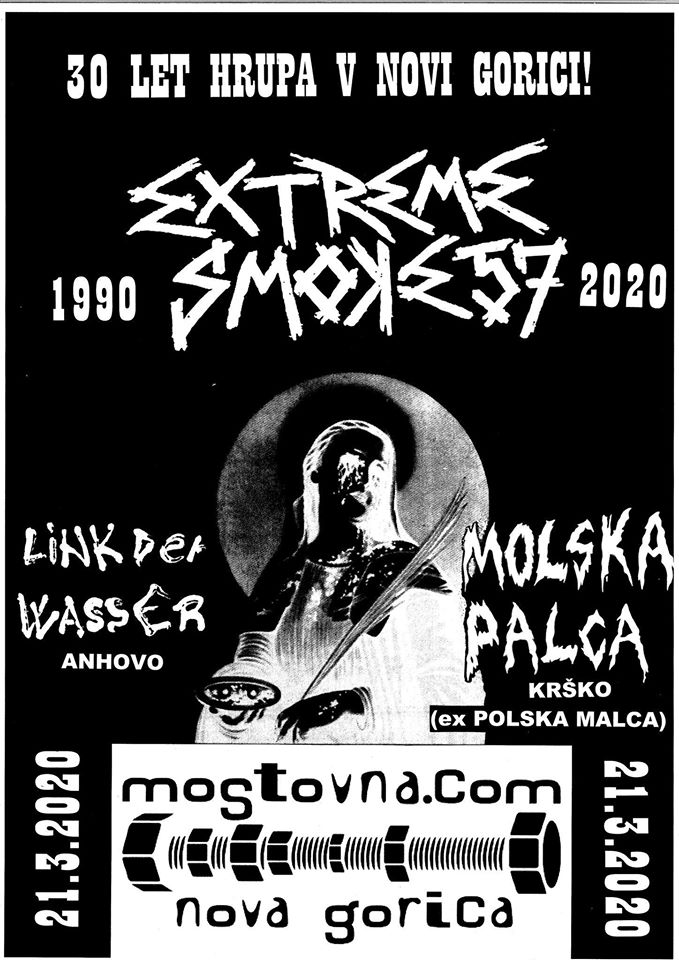 30 LET HRUPA V NOVI GORICI!
EXTREME
SMOKE 57
1990
2020
LiNK Der
WASSER
ANHOVO
MOLSKA
PALCA
KRŠKO
(ex POLSKA MALCA)
21.3.2020
21.3.2020
mostovna.com
nova gorica